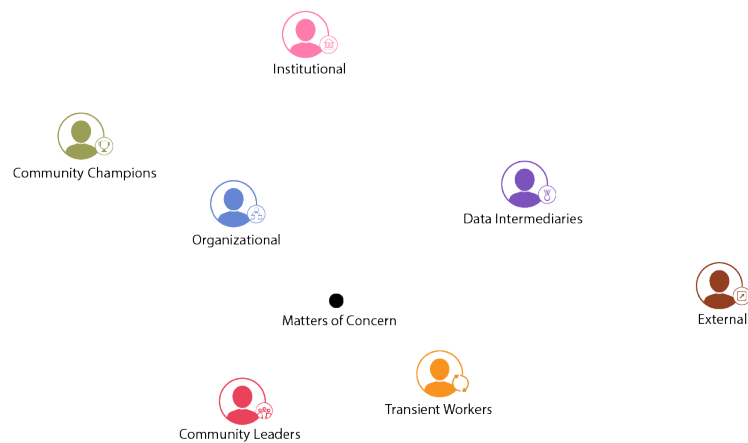 Institutional
Community Champions
Data Intermediaries
Organizational
External
Matters of Concern
Transient Workers
Community Leaders